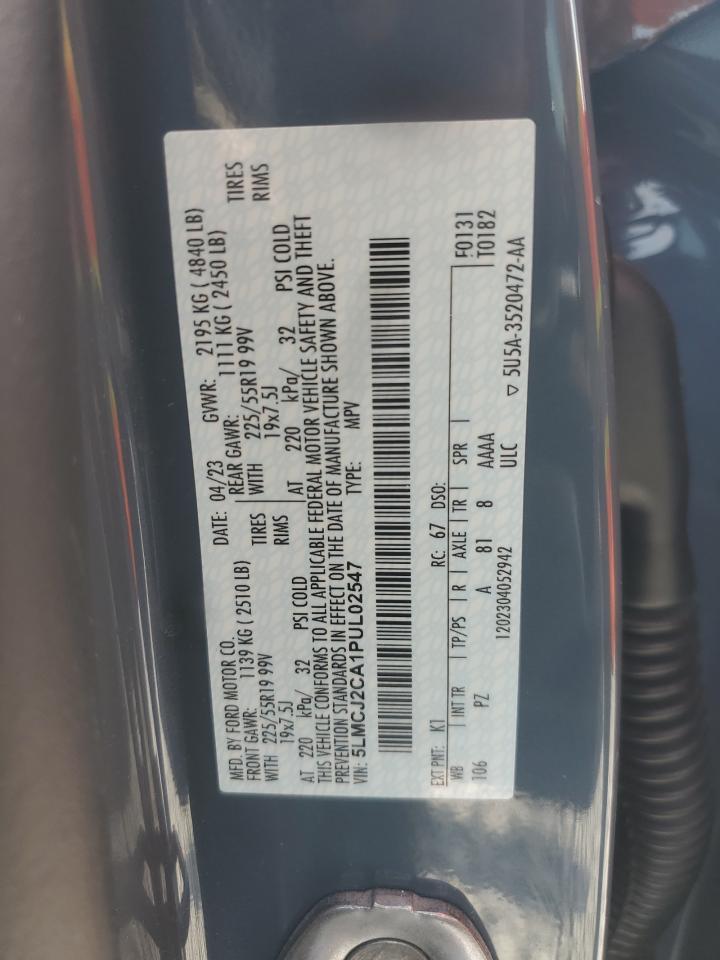 MFD. BY FORD MOTOR CO. DATE: 04/23 GVWR: 2195 KG ( 4840 LB)
FRONT GAWR: 1139 KG ( 2510 LB) REAR GAWR: 1111 KG ( 2450 LB)
WITH 225/55R19 99V TIRES WITH 225/55R19 99V TIRES
19x7.5J RIMS 19x7.5J RIMS
AT 220 kPa/ 32 PSI COLD AT 220 kPa/ 32 PSI COLD
THIS VEHICLE CONFORMS TO ALL APPLICABLE FEDERAL MOTOR VEHICLE SAFETY AND THEFT
PREVENTION STANDARDS IN EFFECT ON THE DATE OF MANUFACTURE SHOWN ABOVE.
VIN: 5LMCJ2CA1PUL02547 TYPE: MPV
EXT PNT: K1 RC: 67 DSO: F0131
WB INT TR TP/PS R AXLE TR SPR T0182
106 PZ A 81 8 AAAA
1202304052942 ULC ▽ 5U5A-3520472-AA